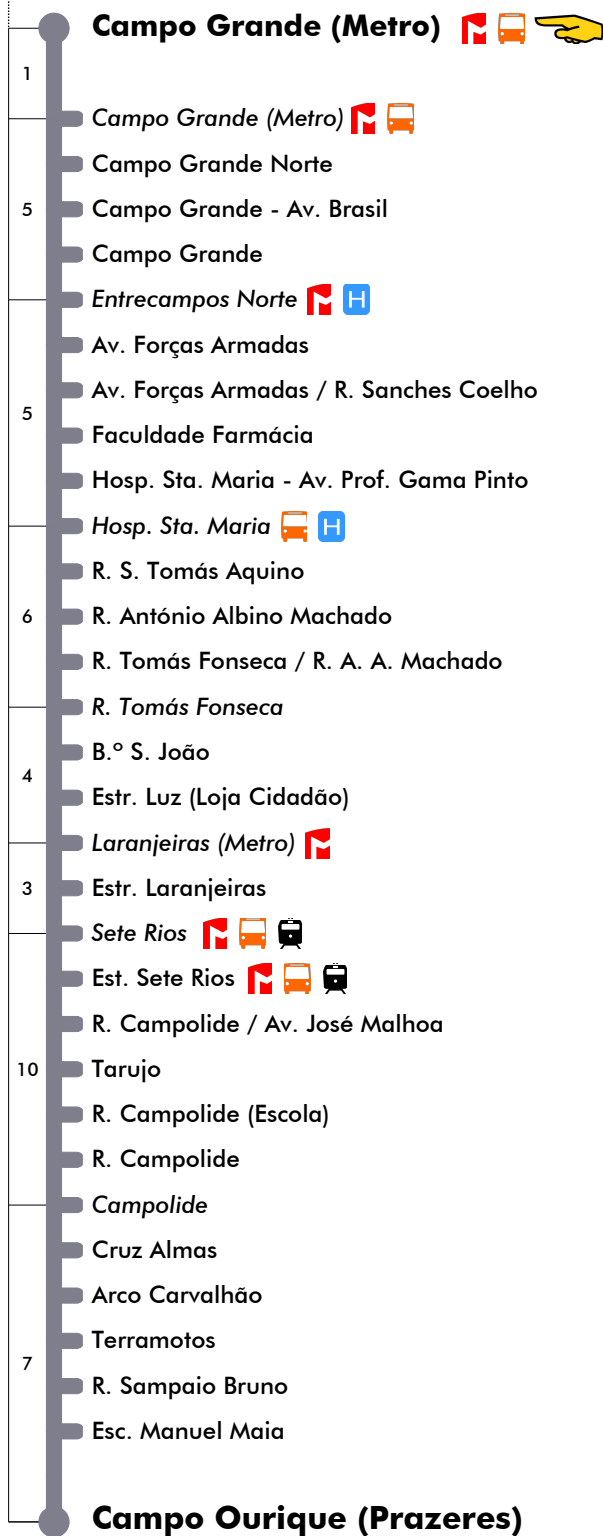 Campo Grande (Metro)
1
Campo Grande (Metro)
Campo Grande Norte
5 Campo Grande - Av. Brasil
Campo Grande
Entrecampos Norte H
Av. Forças Armadas
Av. Forças Armadas / R. Sanches Coelho
5
Faculdade Farmácia
Hosp. Sta. Maria - Av. Prof. Gama Pinto
Hosp. Sta. Maria H
R. S. Tomás Aquino
6 R. António Albino Machado
R. Tomás Fonseca / R. A. A. Machado
R. Tomás Fonseca
B.º S. João
4
Estr. Luz (Loja Cidadão)
Laranjeiras (Metro)
3 Estr. Laranjeiras
Sete Rios
Est. Sete Rios
R. Campolide / Av. José Malhoa
10 Tarujo
R. Campolide (Escola)
R. Campolide
Campolide
Cruz Almas
Arco Carvalhão
Terramotos
7
R. Sampaio Bruno
Esc. Manuel Maia
Campo Ourique (Prazeres)